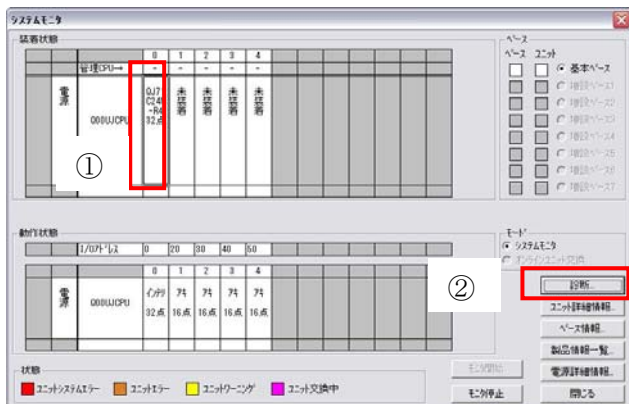 システムモニタ
装着状態
0 1 2 3 4
管理CPU→ - - - - -
電源
Q00UJCPU
QJ71
C24N
-R4
32点
未装着
未装着
未装着
未装着
①
ベース
ベース ユニット
基本ベース
増設ベース1
増設ベース2
増設ベース3
増設ベース4
増設ベース5
増設ベース6
増設ベース7
動作状態
I/Oアドレス 0 20 30 40 50
0 1 2 3 4
電源
Q00UJCPU
インテリ アキ アキ アキ アキ
32点 16点 16点 16点 16点
モード
システムモニタ
オンラインユニット交換
②
診断...
ユニット詳細情報...
ベース情報...
製品情報一覧...
電源詳細情報...
状態
ユニットシステムエラー ユニットエラー ユニットワーニング ユニット交換中
モニタ開始
モニタ停止
閉じる